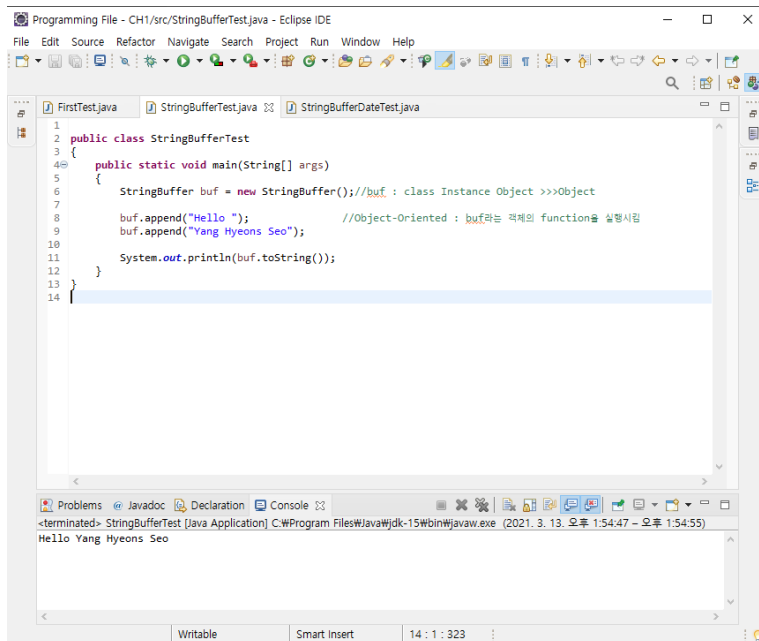 Programming File - CH1/src/StringBufferTest.java - Eclipse IDE
File Edit Source Refactor Navigate Search Project Run Window Help
FirstTest.java StringBufferTest.java StringBufferDateTest.java
1
2 public class StringBufferTest
3 {
4 public static void main(String[] args)
5 {
6 StringBuffer buf = new StringBuffer();//buf : class Instance Object >>>Object
7
8 buf.append("Hello "); //Object-Oriented : buf라는 객체의 function을 실행시킴
9 buf.append("Yang Hyeons Seo");
10
11 System.out.println(buf.toString());
12 }
13 }
14
Problems Javadoc Declaration Console
<terminated> StringBufferTest [Java Application] C:₩Program Files₩Java₩jdk-15₩bin₩javaw.exe (2021. 3. 13. 오후 1:54:47 – 오후 1:54:55)
Hello Yang Hyeons Seo
Writable Smart Insert 14 : 1 : 323